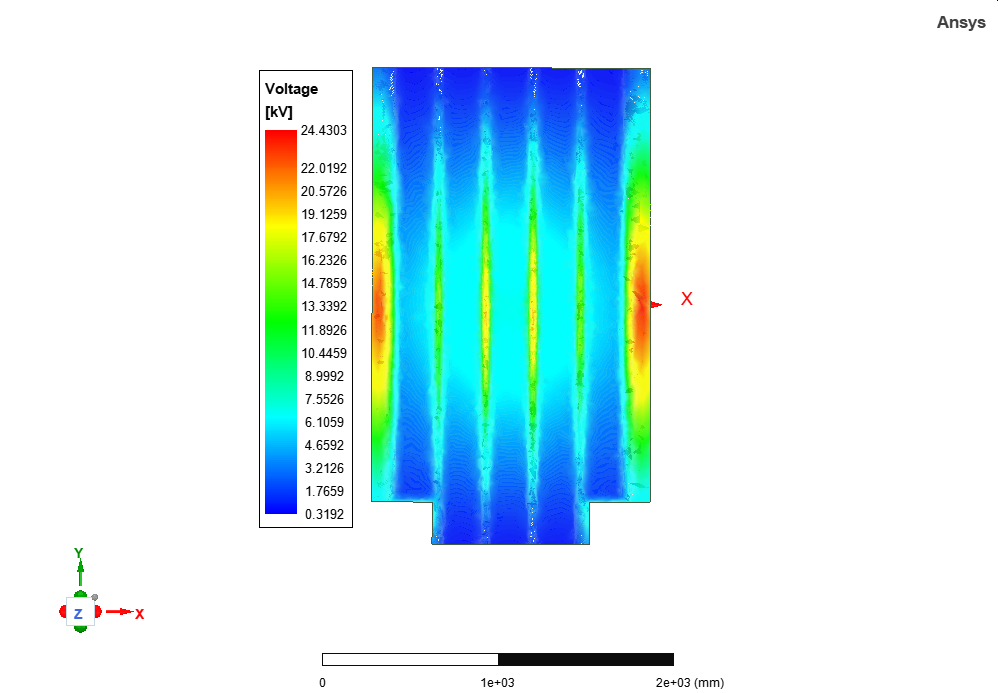 Ansys
Voltage
[kV]
24.4303
22.0192
20.5726
19.1259
17.6792
16.2326
14.7859
13.3392
11.8926
10.4459
8.9992
7.5526
6.1059
4.6592
3.2126
1.7659
0.3192
X
Y
Z
X
0
1e+03
2e+03 (mm)